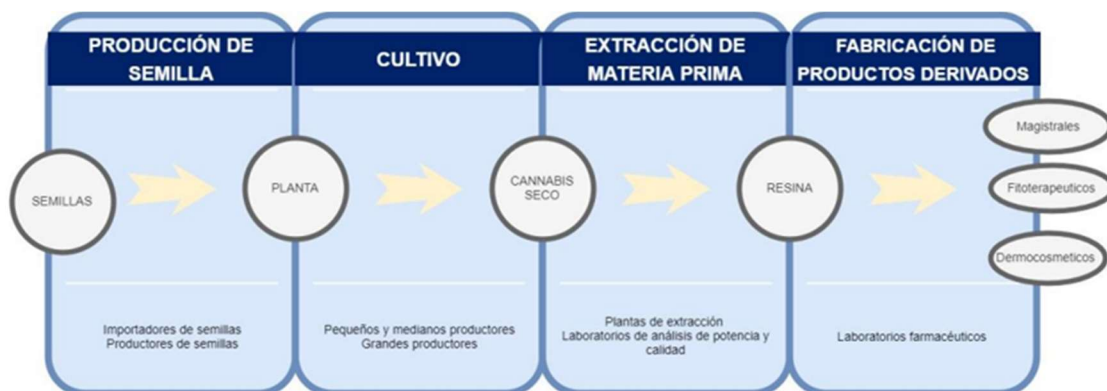 PRODUCCIÓN DE
SEMILLA
CULTIVO
EXTRACCIÓN DE
MATERIA PRIMA
FABRICACIÓN DE
PRODUCTOS DERIVADOS
SEMILLAS
PLANTA
CANNABIS
SECO
RESINA
Magistrales
Fitoterapeuticos
Dermocosmeticos
Importadores de semillas
Productores de semillas
Pequeños y medianos productores
Grandes productores
Plantas de extracción
Laboratorios de análisis de potencia y
calidad
Laboratorios farmacéuticos